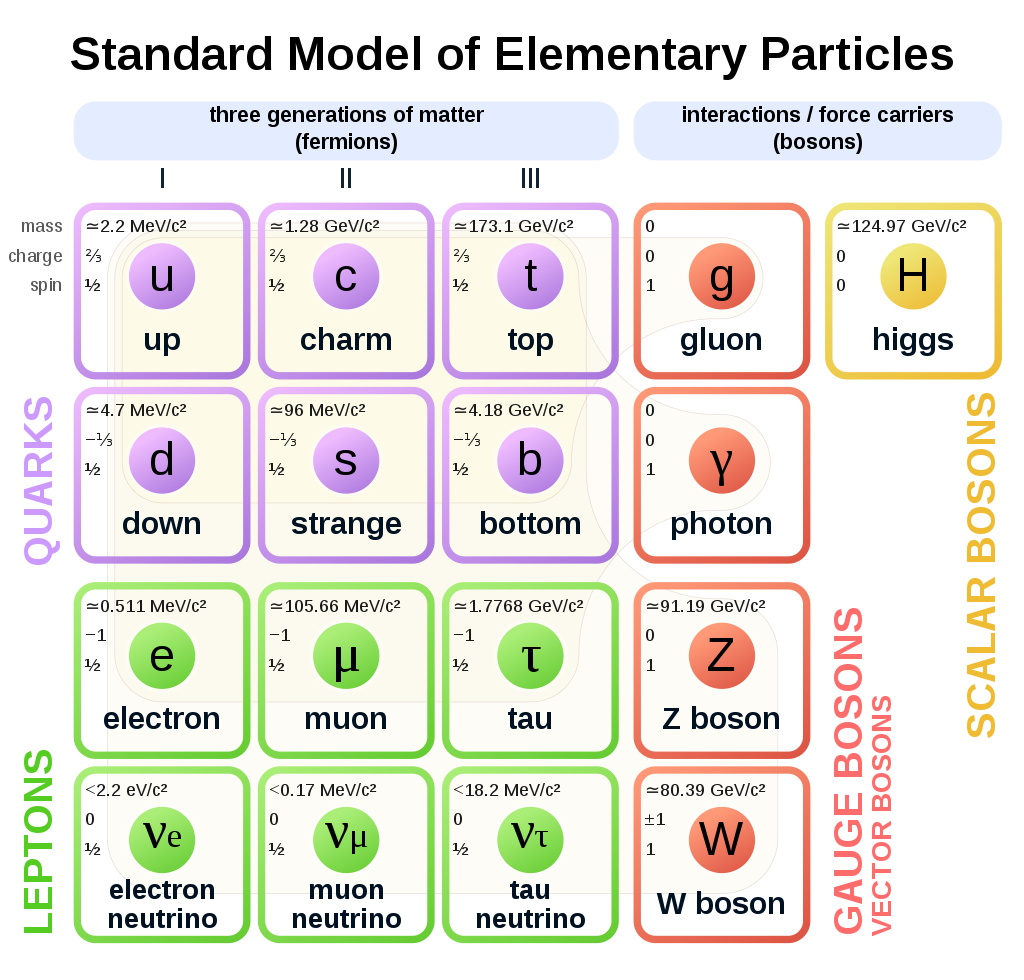 Standard Model of Elementary Particles
three generations of matter
(fermions)
interactions / force carriers
(bosons)
I
II
III
mass
charge
spin
≃2.2 MeV/c²
⅔
½
u
up
≃1.28 GeV/c²
⅔
½
c
charm
≃173.1 GeV/c²
⅔
½
t
top
0
0
1
g
gluon
≃124.97 GeV/c²
0
0
H
higgs
QUARKS
≃4.7 MeV/c²
−⅓
½
d
down
≃96 MeV/c²
−⅓
½
s
strange
≃4.18 GeV/c²
−⅓
½
b
bottom
0
0
1
γ
photon
SCALAR BOSONS
LEPTONS
≃0.511 MeV/c²
−1
½
e
electron
≃105.66 MeV/c²
−1
½
μ
muon
≃1.7768 GeV/c²
−1
½
τ
tau
≃91.19 GeV/c²
0
1
Z
Z boson
GAUGE BOSONS
VECTOR BOSONS
<2.2 eV/c²
0
½
νe
electron
neutrino
<0.17 MeV/c²
0
½
νμ
muon
neutrino
<18.2 MeV/c²
0
½
ντ
tau
neutrino
≃80.39 GeV/c²
±1
1
W
W boson